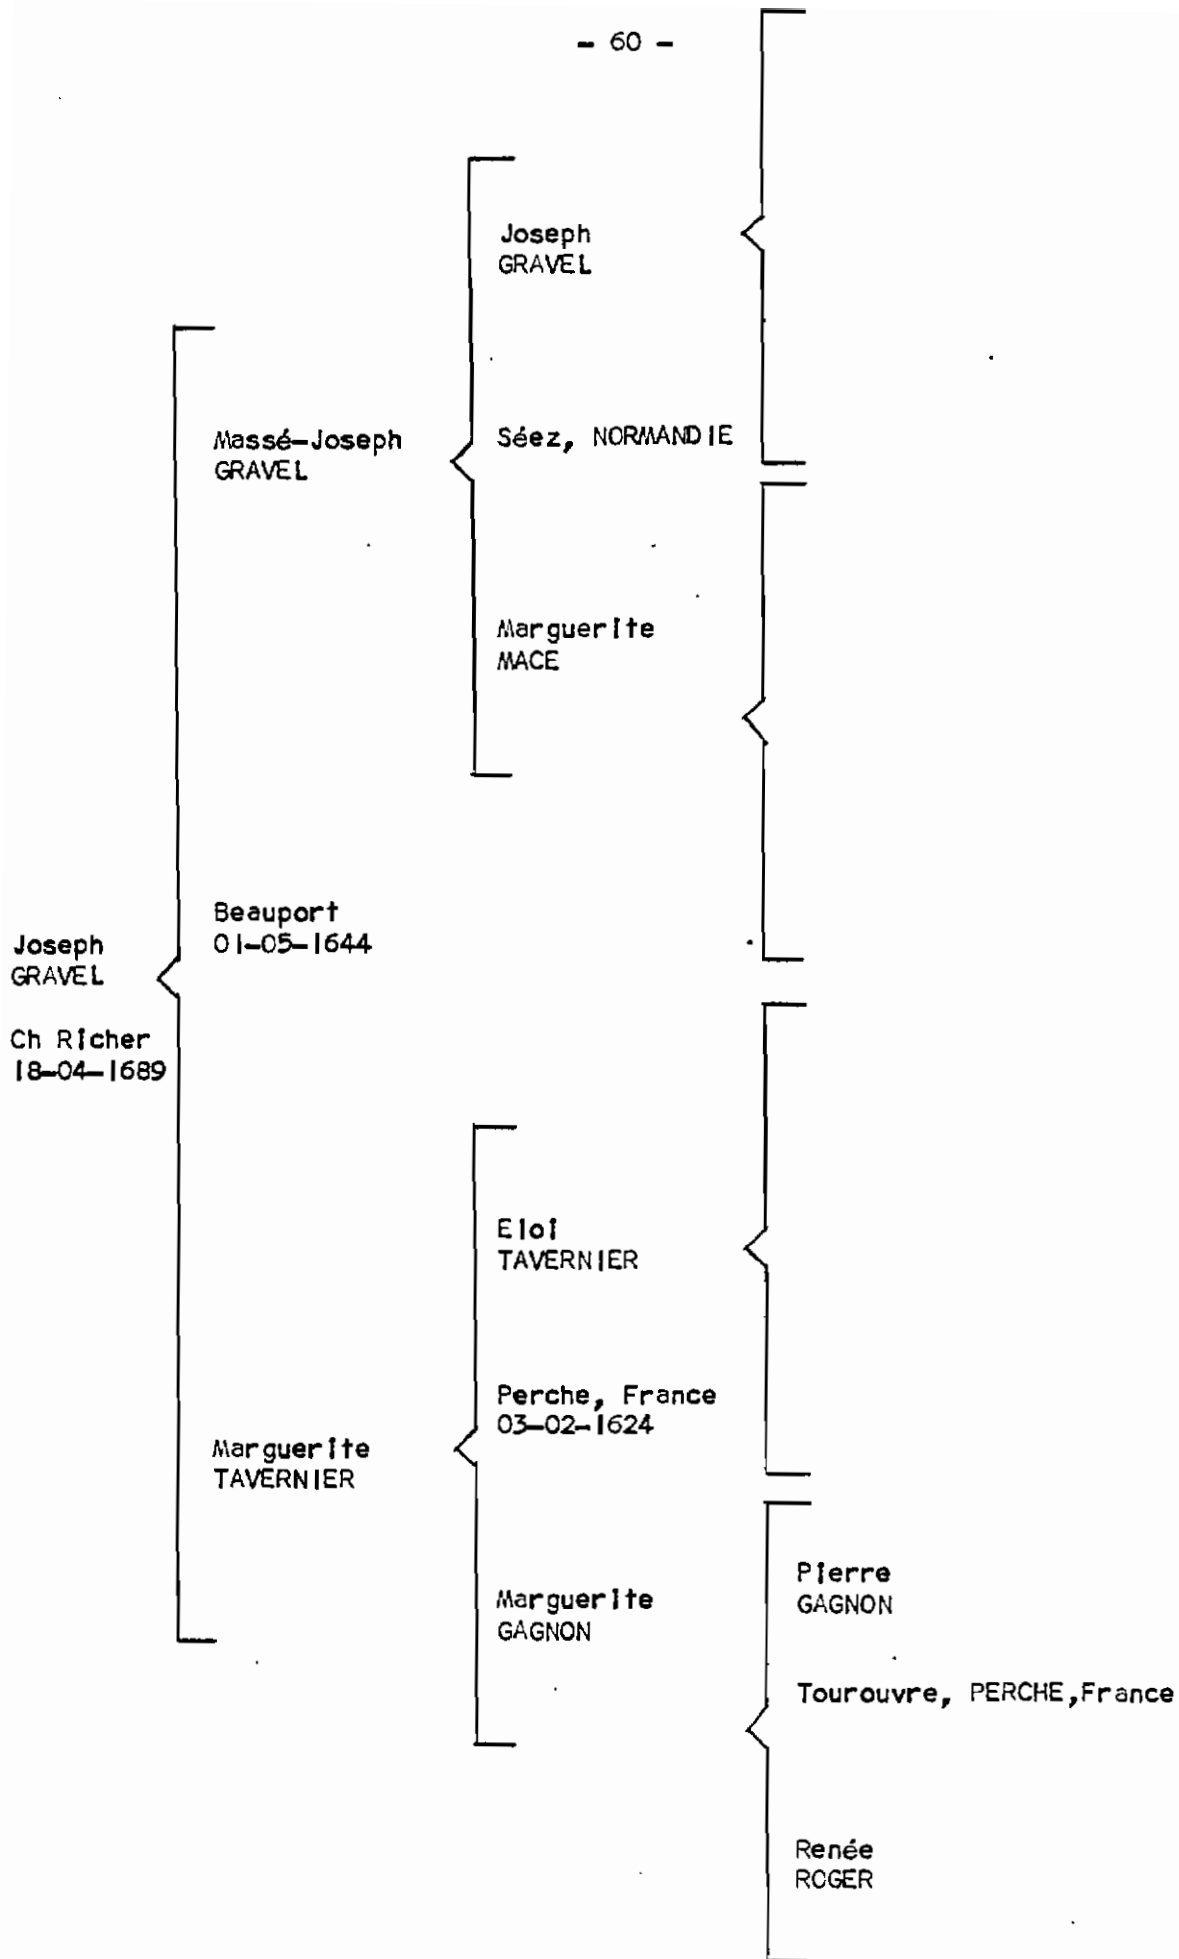 - 60 -
Joseph
GRAVEL
Ch Richer
18-04-1689
Massé-Joseph
GRAVEL
Beauport
01-05-1644
Marguerite
TAVERNIER
Joseph
GRAVEL
Séez, NORMANDIE
Marguerite
MACE
Eloi
TAVERNIER
Perche, France
03-02-1624
Marguerite
GAGNON
Pierre
GAGNON
Tourouvre, PERCHE,France
Renée
ROGER